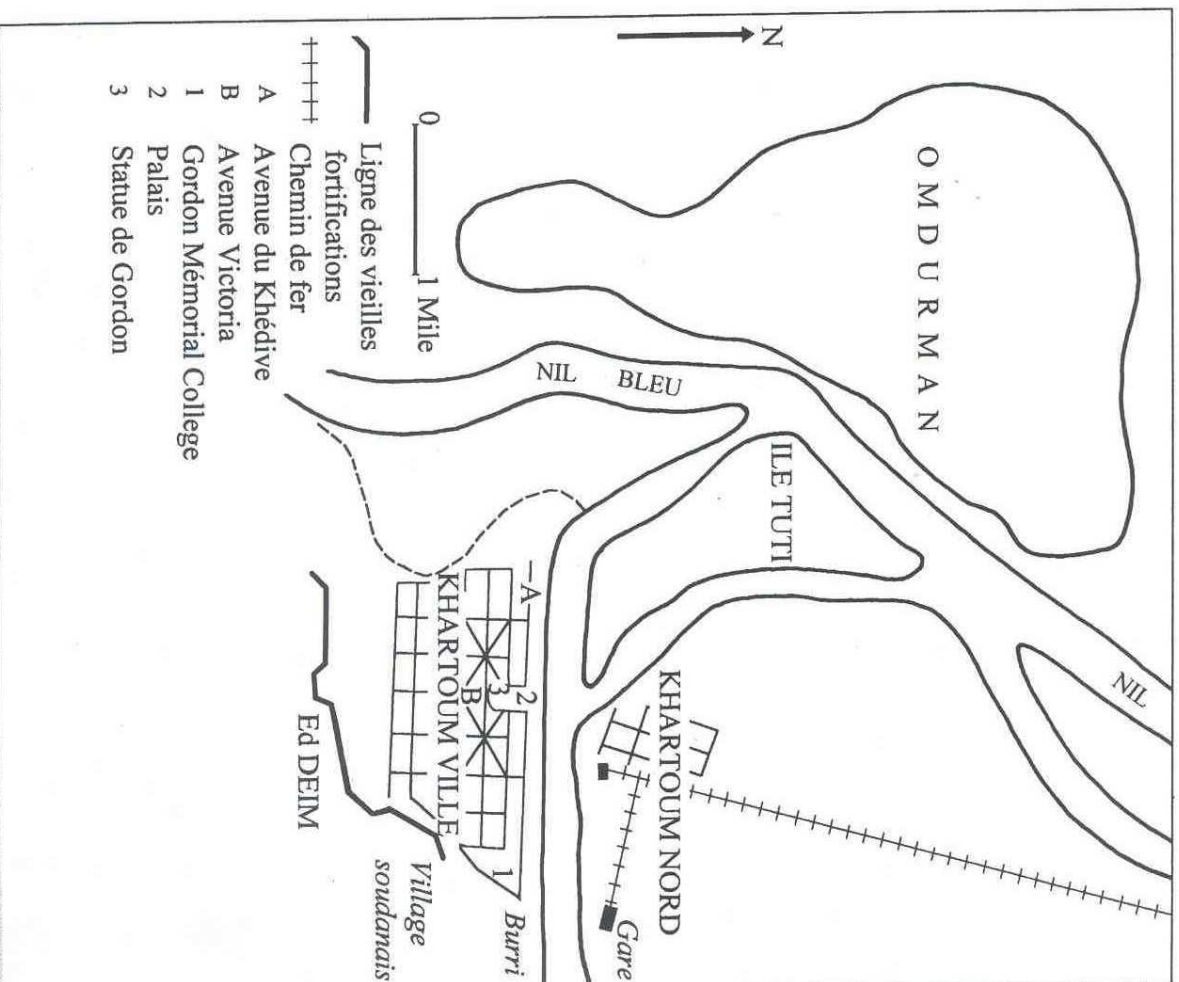 N
OMDURMAN
NIL
NIL BLEU
ILE TUTI
KHARTOUM NORD
Gare
A
2
3
B
1
Burri
KHARTOUM VILLE
Village
soudanais
Ed DEIM
0 1 Mile
Ligne des vieilles
fortifications
Chemin de fer
A Avenue du Khédive
B Avenue Victoria
1 Gordon Mémorial College
2 Palais
3 Statue de Gordon